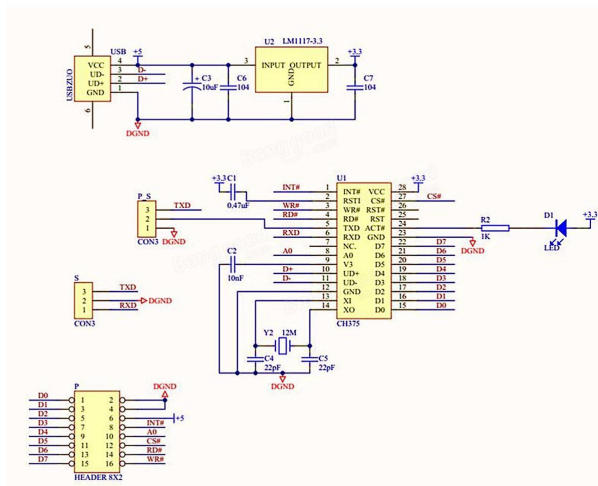 USB
+5
U2
LM1117-3.3
+3.3
5
USBZUO
VCC
UD-
UD+
GND
4
3
2
1
D-
D+
6
C3
10uF
C6
104
3
INPUT OUTPUT
GND
2
1
C7
104
DGND
+3.3
C1
0.47uF
U1
+3.3
P_S
3
2
1
CON3
TXD
DGND
INT# 1 INT# VCC 28
2 RST1 CS# 27 CS#
WR# 3 WR# RST# 26
RD# 4 RD# RST 25
5 TXD ACT# 24
RXD 6 RXD GND 23
7 NC. D7 22 D7
A0 8 A0 D6 21 D6
9 V3 D5 20 D5
D+ 10 UD+ D4 19 D4
D- 11 UD- D3 18 D3
12 GND D2 17 D2
13 XI D1 16 D1
14 XO D0 15 D0
CH375
R2
1K
D1
LED
+3.3
DGND
C2
10nF
S
3
2
1
CON3
TXD
DGND
RXD
Y2
12M
C4
22pF
C5
22pF
DGND
P
DGND
D0 1 2
D1 3 4
D2 5 6 +5
D3 7 8 INT#
D4 9 10 A0
D5 11 12 CS#
D6 13 14 RD#
D7 15 16 WR#
HEADER 8X2